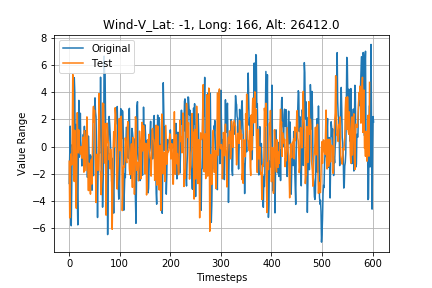 Wind-V_Lat: -1, Long: 166, Alt: 26412.0
Original
Test
Value Range
8
6
4
2
0
−2
−4
−6
0 100 200 300 400 500 600
Timesteps